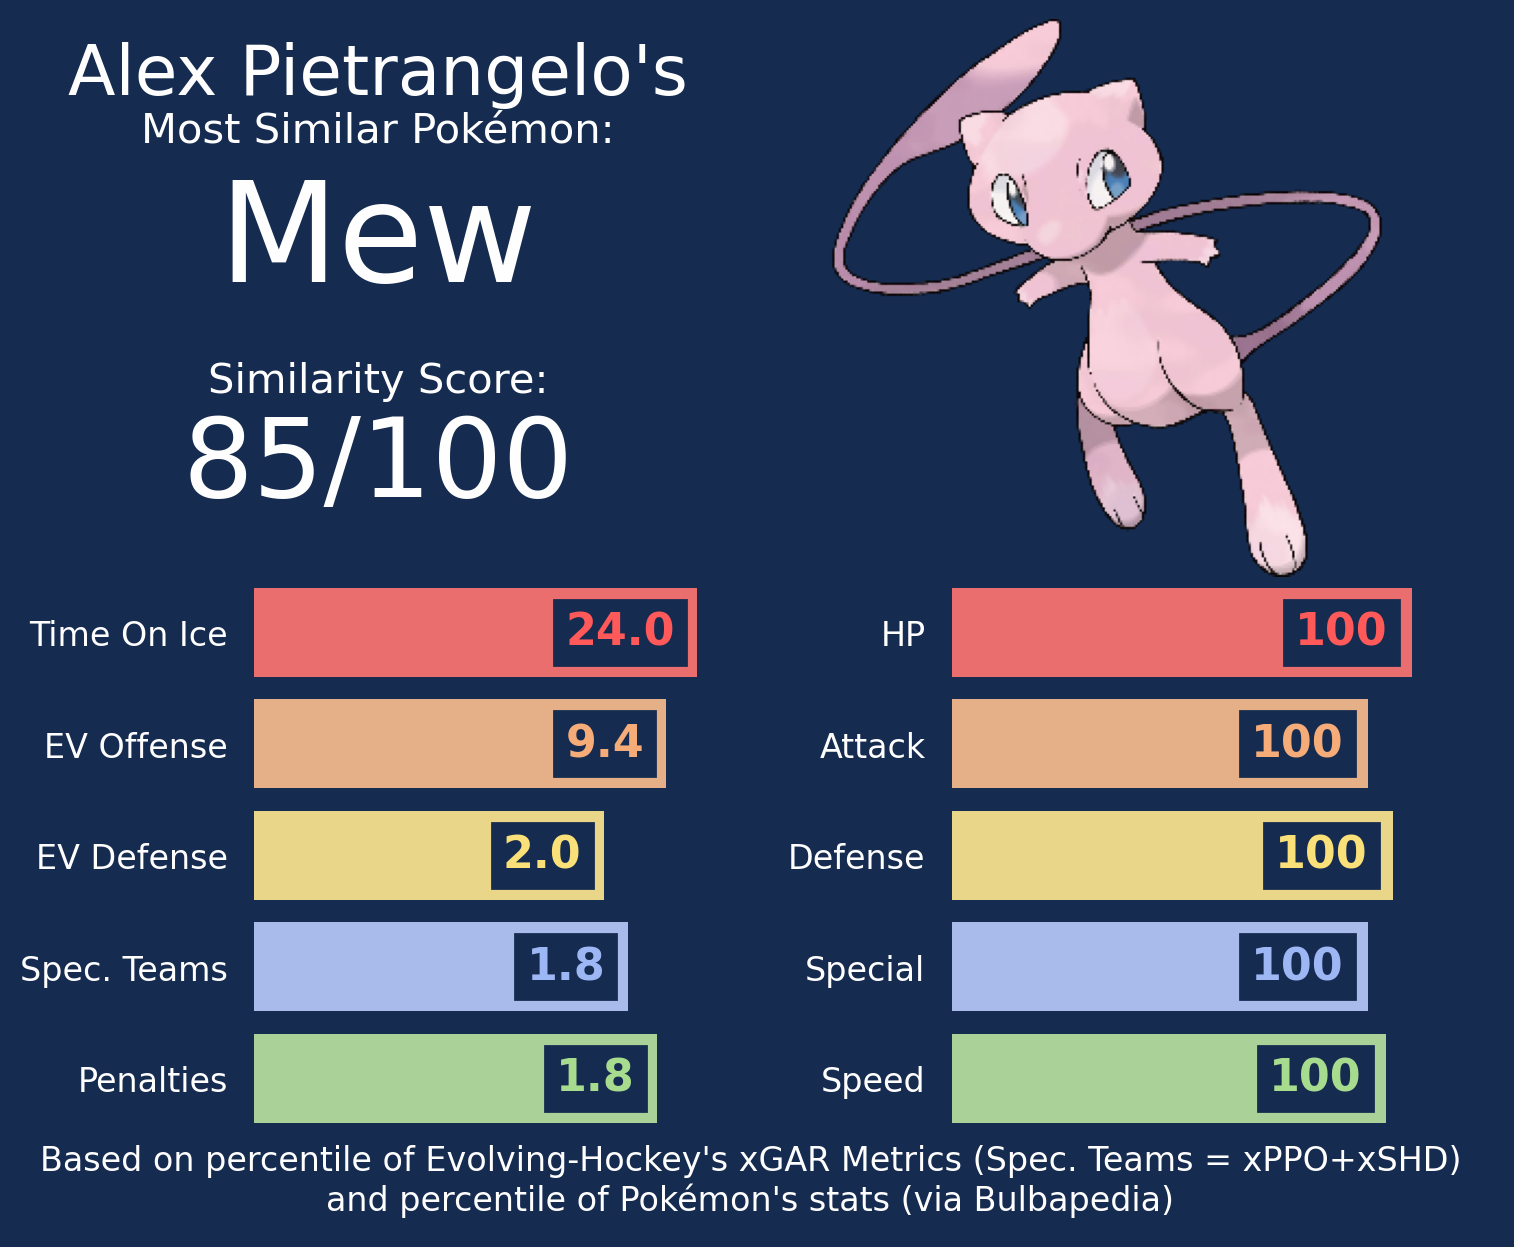 Alex Pietrangelo's
Most Similar Pokémon:
Mew
Similarity Score:
85/100
Time On Ice 24.0
EV Offense 9.4
EV Defense 2.0
Spec. Teams 1.8
Penalties 1.8
HP 100
Attack 100
Defense 100
Special 100
Speed 100
Based on percentile of Evolving-Hockey's xGAR Metrics (Spec. Teams = xPPO+xSHD)
and percentile of Pokémon's stats (via Bulbapedia)